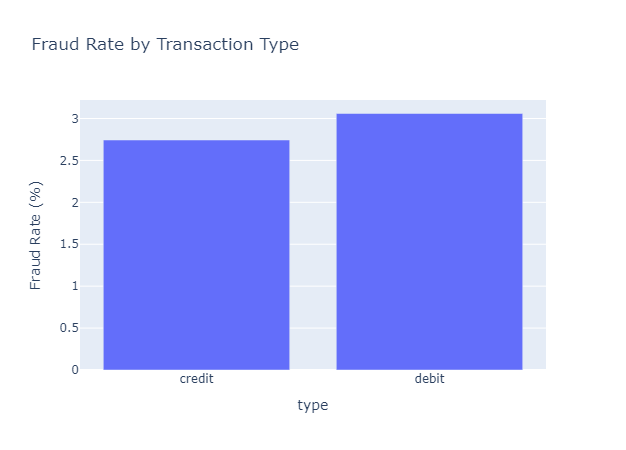 Fraud Rate by Transaction Type
Fraud Rate (%)
3
2.5
2
1.5
1
0.5
0
credit
debit
type